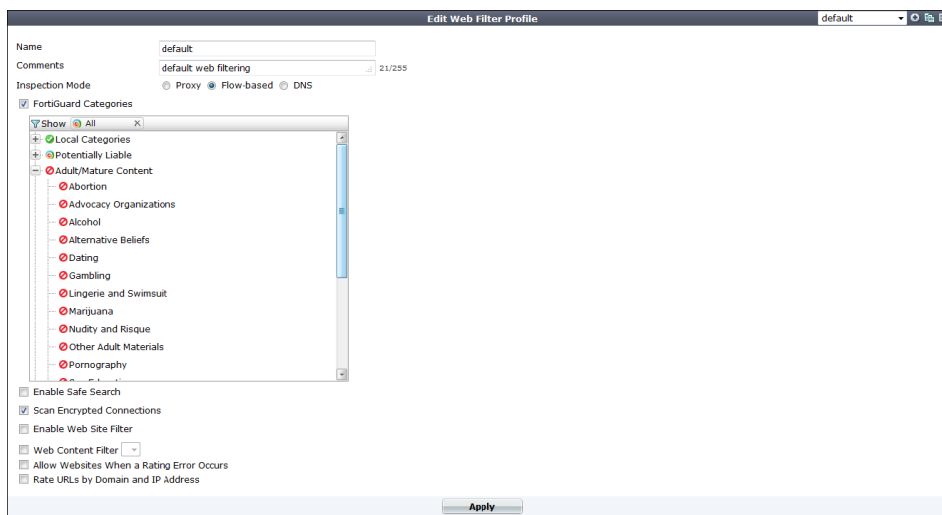 Edit Web Filter Profile
default
Name
default
Comments
default web filtering
21/255
Inspection Mode
Proxy Flow-based DNS
FortiGuard Categories
Show All X
Local Categories
Potentially Liable
Adult/Mature Content
Abortion
Advocacy Organizations
Alcohol
Alternative Beliefs
Dating
Gambling
Lingerie and Swimsuit
Marijuana
Nudity and Risque
Other Adult Materials
Pornography
Enable Safe Search
Scan Encrypted Connections
Enable Web Site Filter
Web Content Filter
Allow Websites When a Rating Error Occurs
Rate URLs by Domain and IP Address
Apply